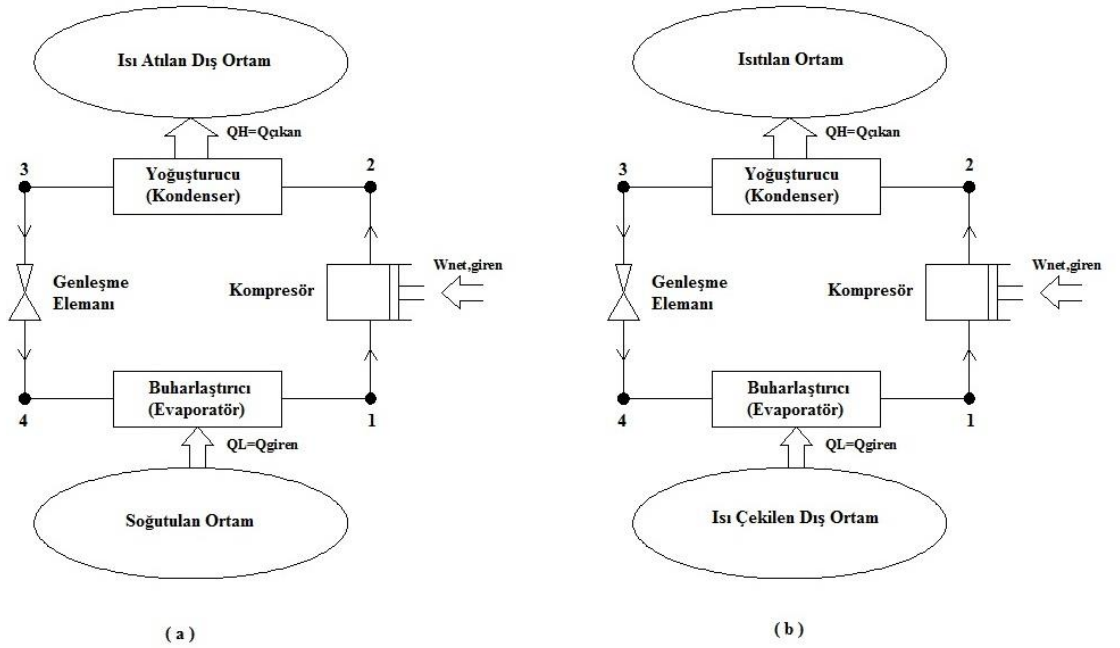 Isı Atılan Dış Ortam
QH=Qçıkan
3
2
Yoğuşturucu
(Kondenser)
Genleşme
Elemanı
Kompresör
Wnet,giren
Buharlaştırıcı
(Evaporatör)
4
1
QL=Qgiren
Soğutulan Ortam
( a )
Isıtılan Ortam
QH=Qçıkan
3
2
Yoğuşturucu
(Kondenser)
Genleşme
Elemanı
Kompresör
Wnet,giren
Buharlaştırıcı
(Evaporatör)
4
1
QL=Qgiren
Isı Çekilen Dış Ortam
( b )